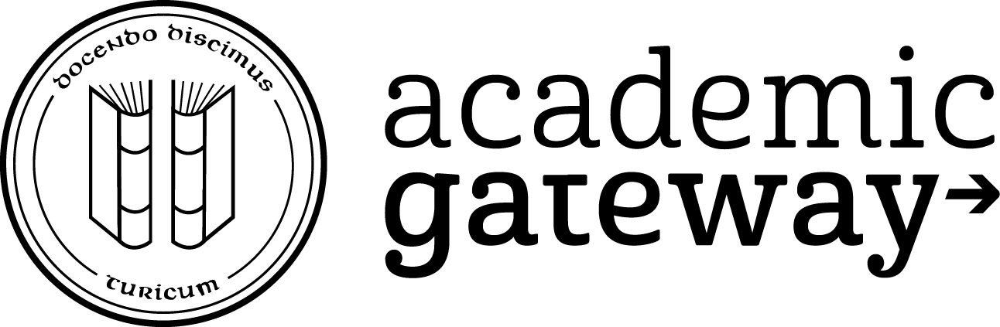 docendo discimus
turicum
academic
gateway→